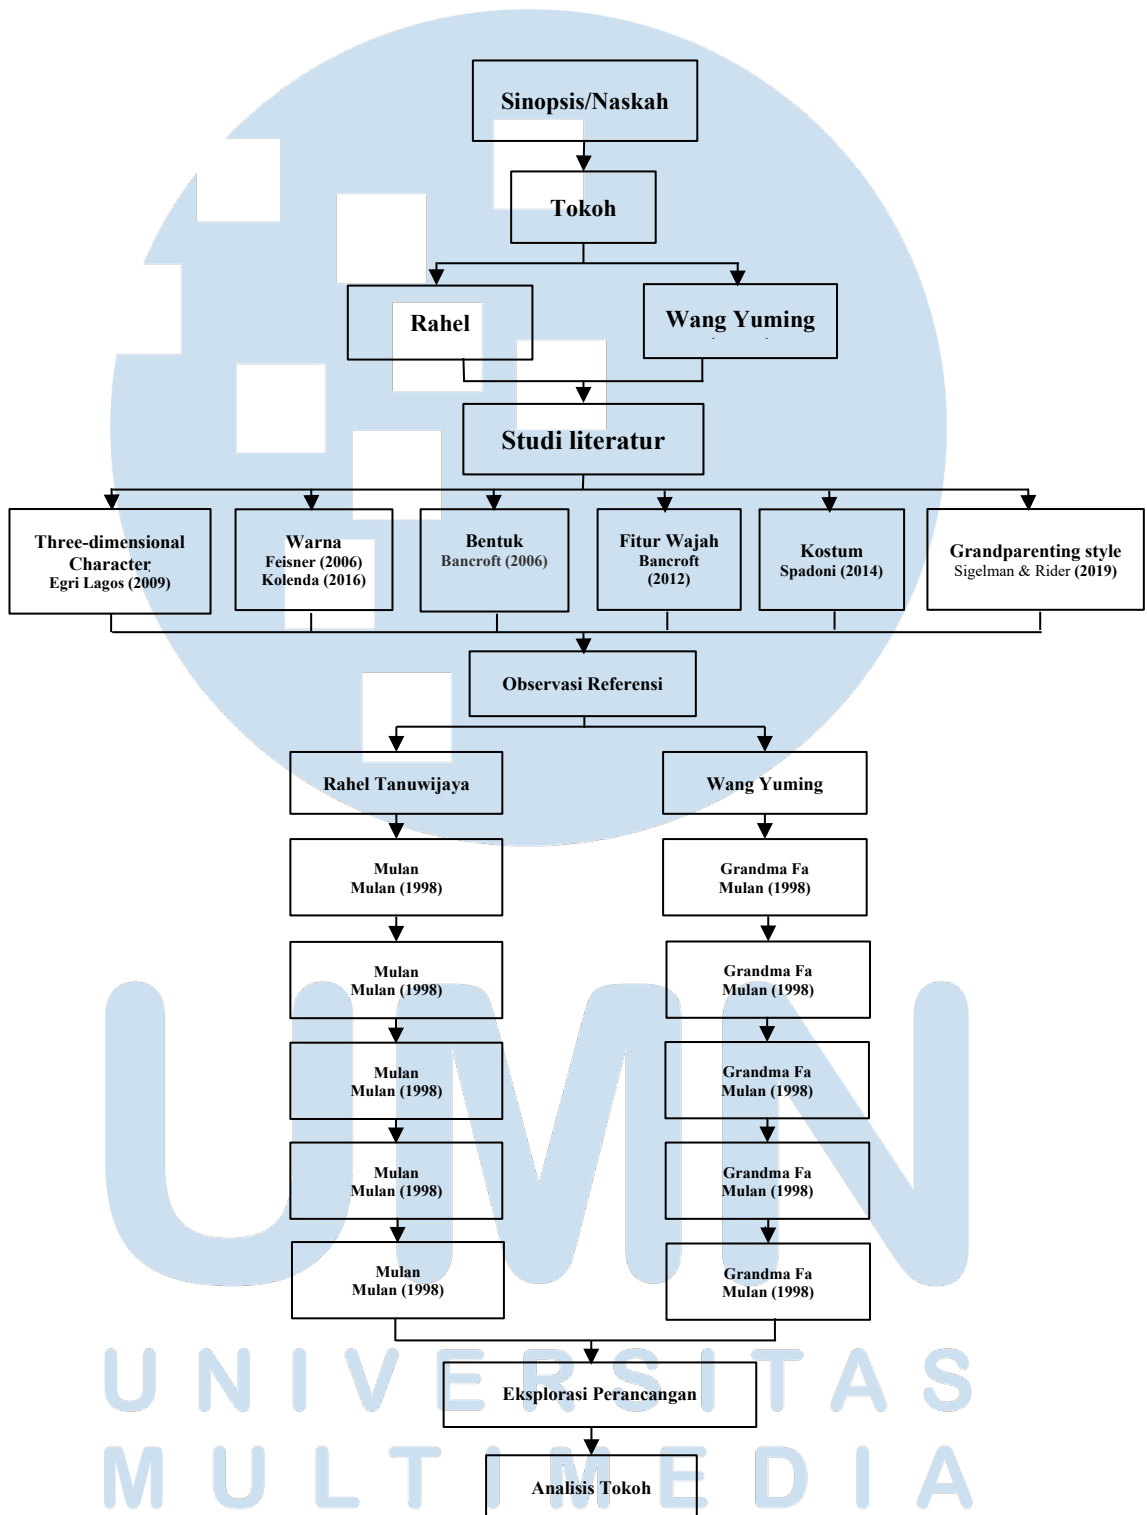 Sinopsis/Naskah
Tokoh
Rahel
Wang Yuming
Studi literatur
Three-dimensional
Character
Egri Lagos (2009)
Warna
Feisner (2006)
Kolenda (2016)
Bentuk
Bancroft (2006)
Fitur Wajah
Bancroft
(2012)
Kostum
Spadoni (2014)
Grandparenting style
Sigelman & Rider (2019)
Observasi Referensi
Rahel Tanuwijaya
Wang Yuming
Mulan
Mulan (1998)
Grandma Fa
Mulan (1998)
Mulan
Mulan (1998)
Grandma Fa
Mulan (1998)
Mulan
Mulan (1998)
Grandma Fa
Mulan (1998)
Mulan
Mulan (1998)
Grandma Fa
Mulan (1998)
Mulan
Mulan (1998)
Grandma Fa
Mulan (1998)
Eksplorasi Perancangan
Analisis Tokoh
UMN
UNIVERSITAS
MULTIMEDIA